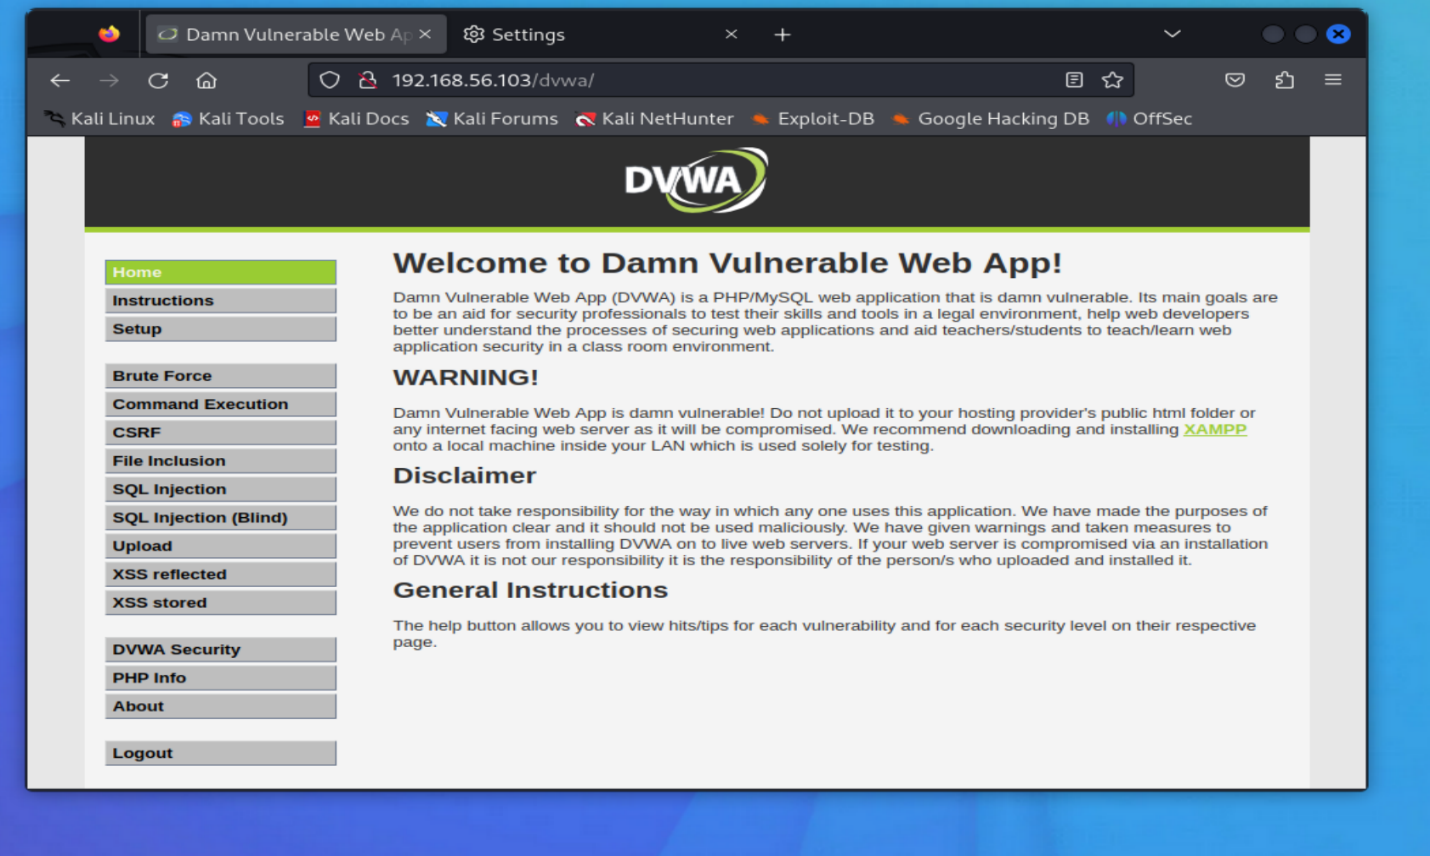 Damn Vulnerable Web Ap
Settings
192.168.56.103/dvwa/
Kali Linux Kali Tools Kali Docs Kali Forums Kali NetHunter Exploit-DB Google Hacking DB OffSec
DVWA
Home
Instructions
Setup
Brute Force
Command Execution
CSRF
File Inclusion
SQL Injection
SQL Injection (Blind)
Upload
XSS reflected
XSS stored
DVWA Security
PHP Info
About
Logout
Welcome to Damn Vulnerable Web App!
Damn Vulnerable Web App (DVWA) is a PHP/MySQL web application that is damn vulnerable. Its main goals are
to be an aid for security professionals to test their skills and tools in a legal environment, help web developers
better understand the processes of securing web applications and aid teachers/students to teach/learn web
application security in a class room environment.
WARNING!
Damn Vulnerable Web App is damn vulnerable! Do not upload it to your hosting provider's public html folder or
any internet facing web server as it will be compromised. We recommend downloading and installing XAMPP
onto a local machine inside your LAN which is used solely for testing.
Disclaimer
We do not take responsibility for the way in which any one uses this application. We have made the purposes of
the application clear and it should not be used maliciously. We have given warnings and taken measures to
prevent users from installing DVWA on to live web servers. If your web server is compromised via an installation
of DVWA it is not our responsibility it is the responsibility of the person/s who uploaded and installed it.
General Instructions
The help button allows you to view hits/tips for each vulnerability and for each security level on their respective
page.